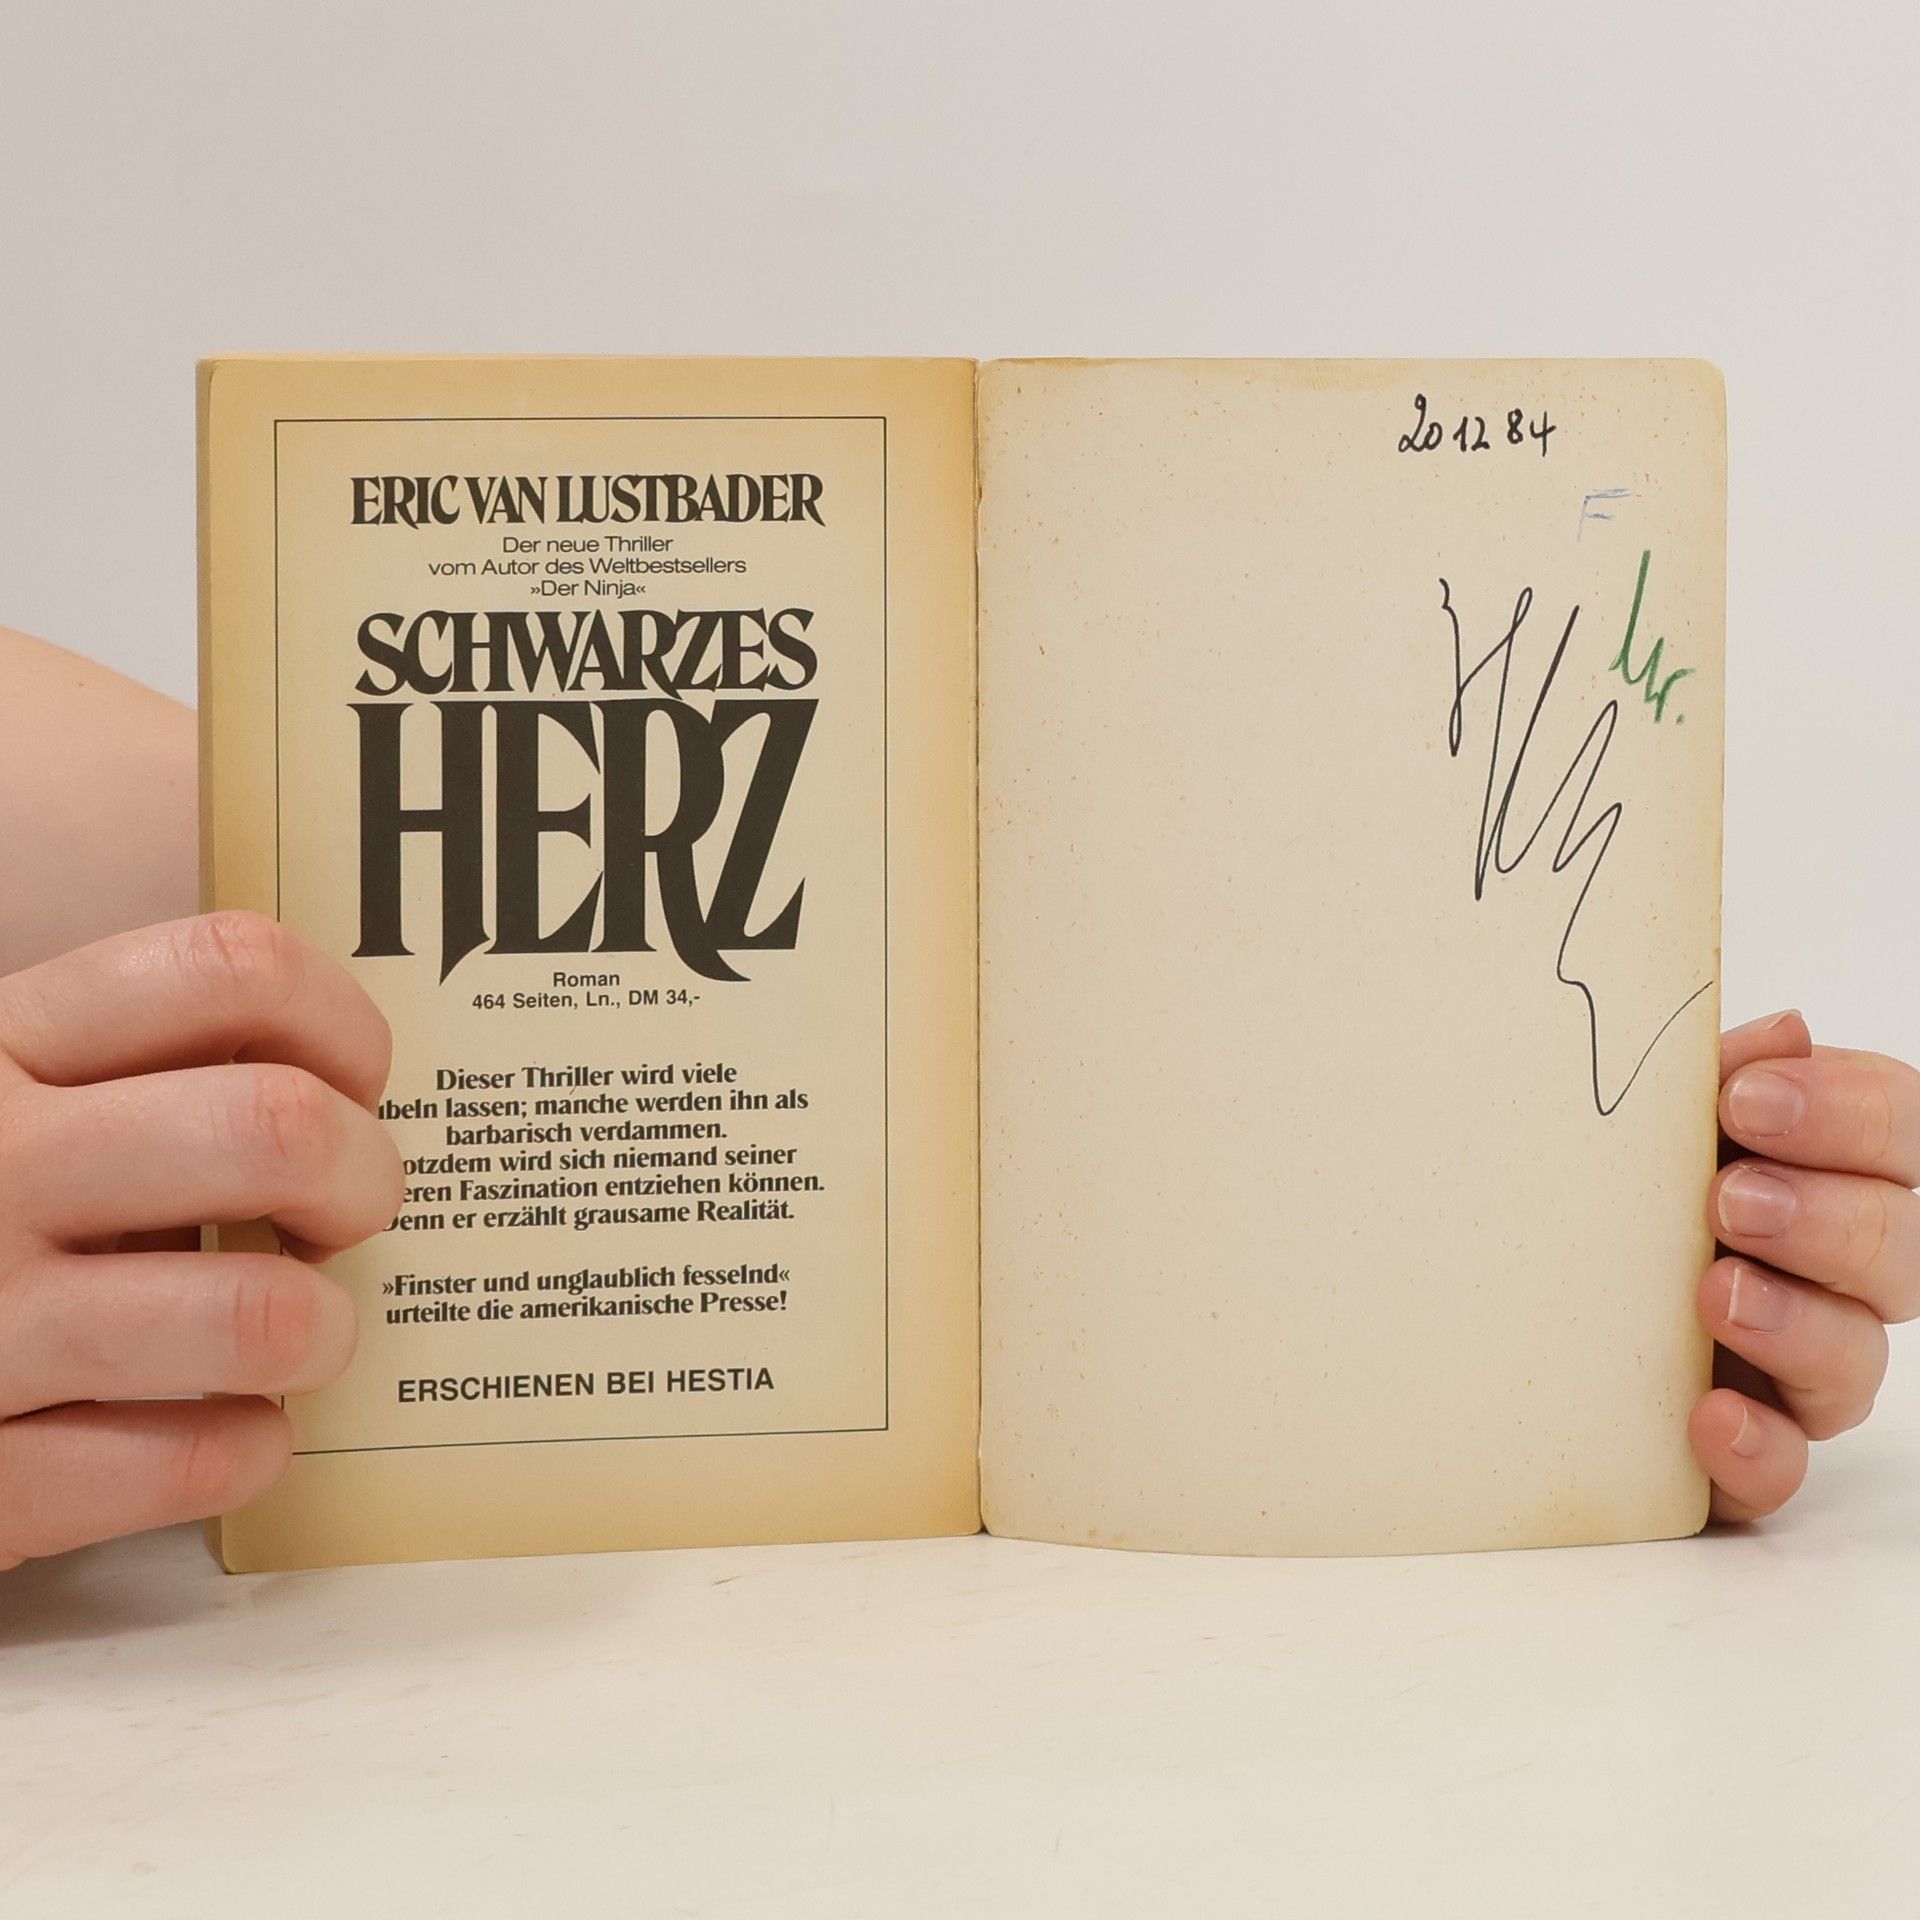 ERIC VAN LUSTBADER
Der neue Thriller
vom Autor des Weltbestsellers
»Der Ninja«
SCHWARZES
HERZ
Roman
464 Seiten, Ln., DM 34,-
Dieser Thriller wird viele
lassen; manche werden ihn als
barbarisch verdammen.
wird sich niemand seiner
Faszination entziehen können.
Denn er erzählt grausame Realität.
»Finster und unglaublich fesselnd«
urteilte die amerikanische Presse!
ERSCHIENEN BEI HESTIA
20 12 84
F